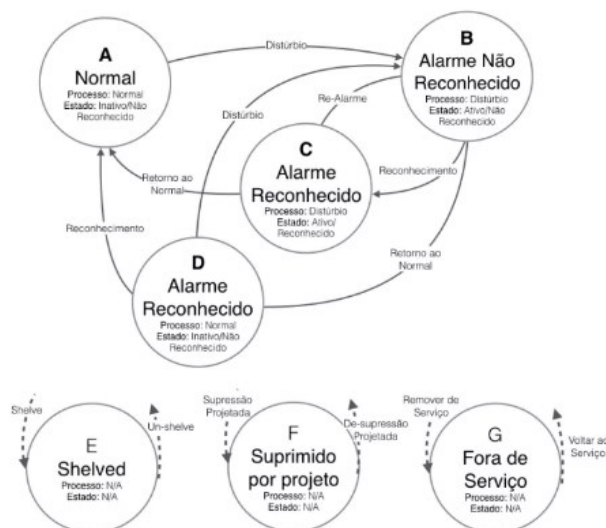 A
Normal
Processo: Normal
Estado: Inativo/Não
Reconhecido
Distúrbio
B
Alarme Não
Reconhecido
Processo: Distúrbio
Estado: Ativo/Não
Reconhecido
Distúrbio
Re-Alarme
C
Alarme
Reconhecido
Processo: Distúrbio
Estado: Ativo/
Reconhecido
Retorno ao
Normal
Reconhecimento
Reconhecimento
D
Alarme
Reconhecido
Processo: Normal
Estado: Inativo/Não
Reconhecido
Retorno ao
Normal
Shelve
E
Shelved
Processo: N/A
Estado: N/A
Un-shelve
Supressão
Projetada
F
Suprimido
por projeto
Processo: N/A
Estado: N/A
De-supressão
Projetada
Remover de
Serviço
G
Fora de
Serviço
Processo: N/A
Estado: N/A
Voltar ao
Serviço